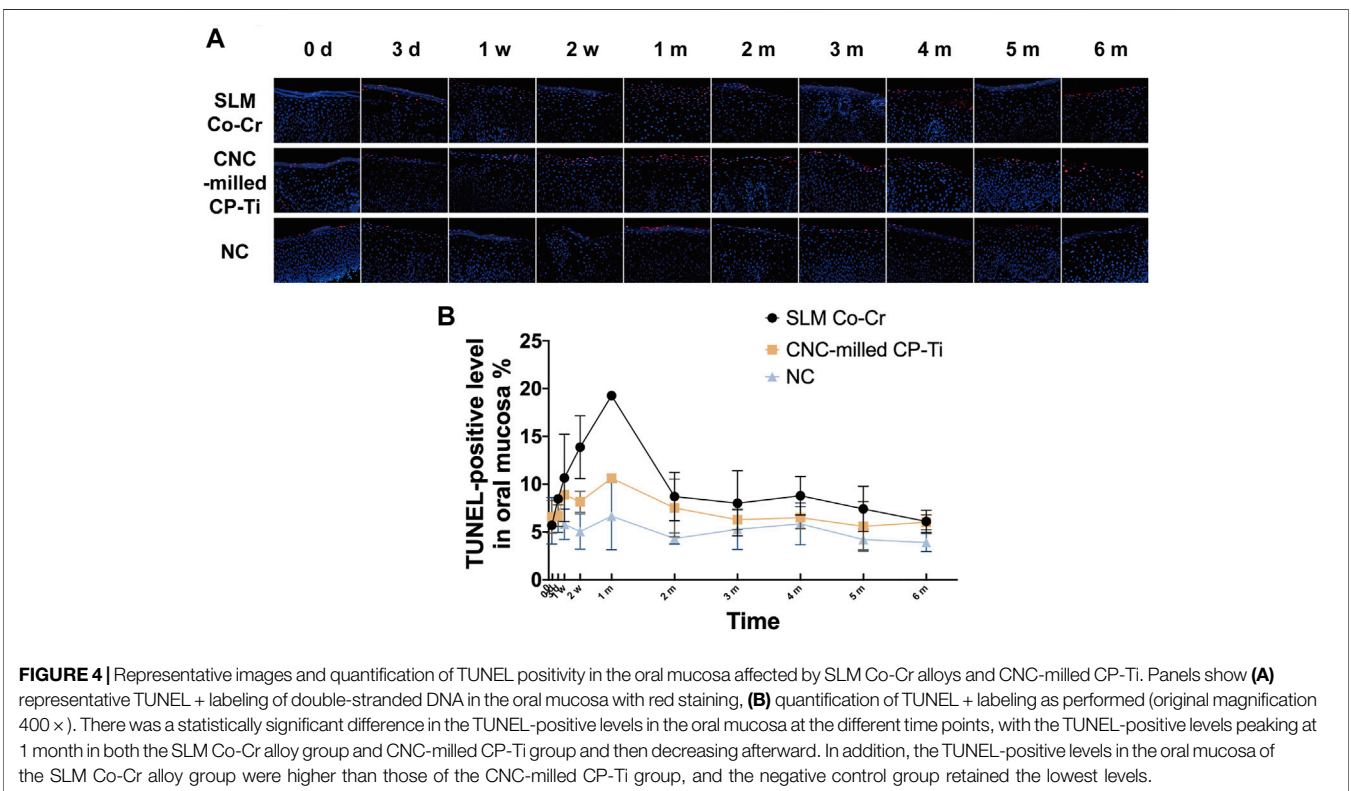 A
0 d 3 d 1 w 2 w 1 m 2 m 3 m 4 m 5 m 6 m
SLM
Co-Cr
CNC
-milled
CP-Ti
NC
B
SLM Co-Cr
CNC-milled CP-Ti
NC
TUNEL-positive level
in oral mucosa %
25
20
15
10
5
0
0 d 3 d 1 w 2 w 1 m 2 m 3 m 4 m 5 m 6 m
Time
FIGURE 4 | Representative images and quantification of TUNEL positivity in the oral mucosa affected by SLM Co-Cr alloys and CNC-milled CP-Ti. Panels show (A)
representative TUNEL + labeling of double-stranded DNA in the oral mucosa with red staining, (B) quantification of TUNEL + labeling as performed (original magnification
400 ×). There was a statistically significant difference in the TUNEL-positive levels in the oral mucosa at the different time points, with the TUNEL-positive levels peaking at
1 month in both the SLM Co-Cr alloy group and CNC-milled CP-Ti group and then decreasing afterward. In addition, the TUNEL-positive levels in the oral mucosa of
the SLM Co-Cr alloy group were higher than those of the CNC-milled CP-Ti group, and the negative control group retained the lowest levels.